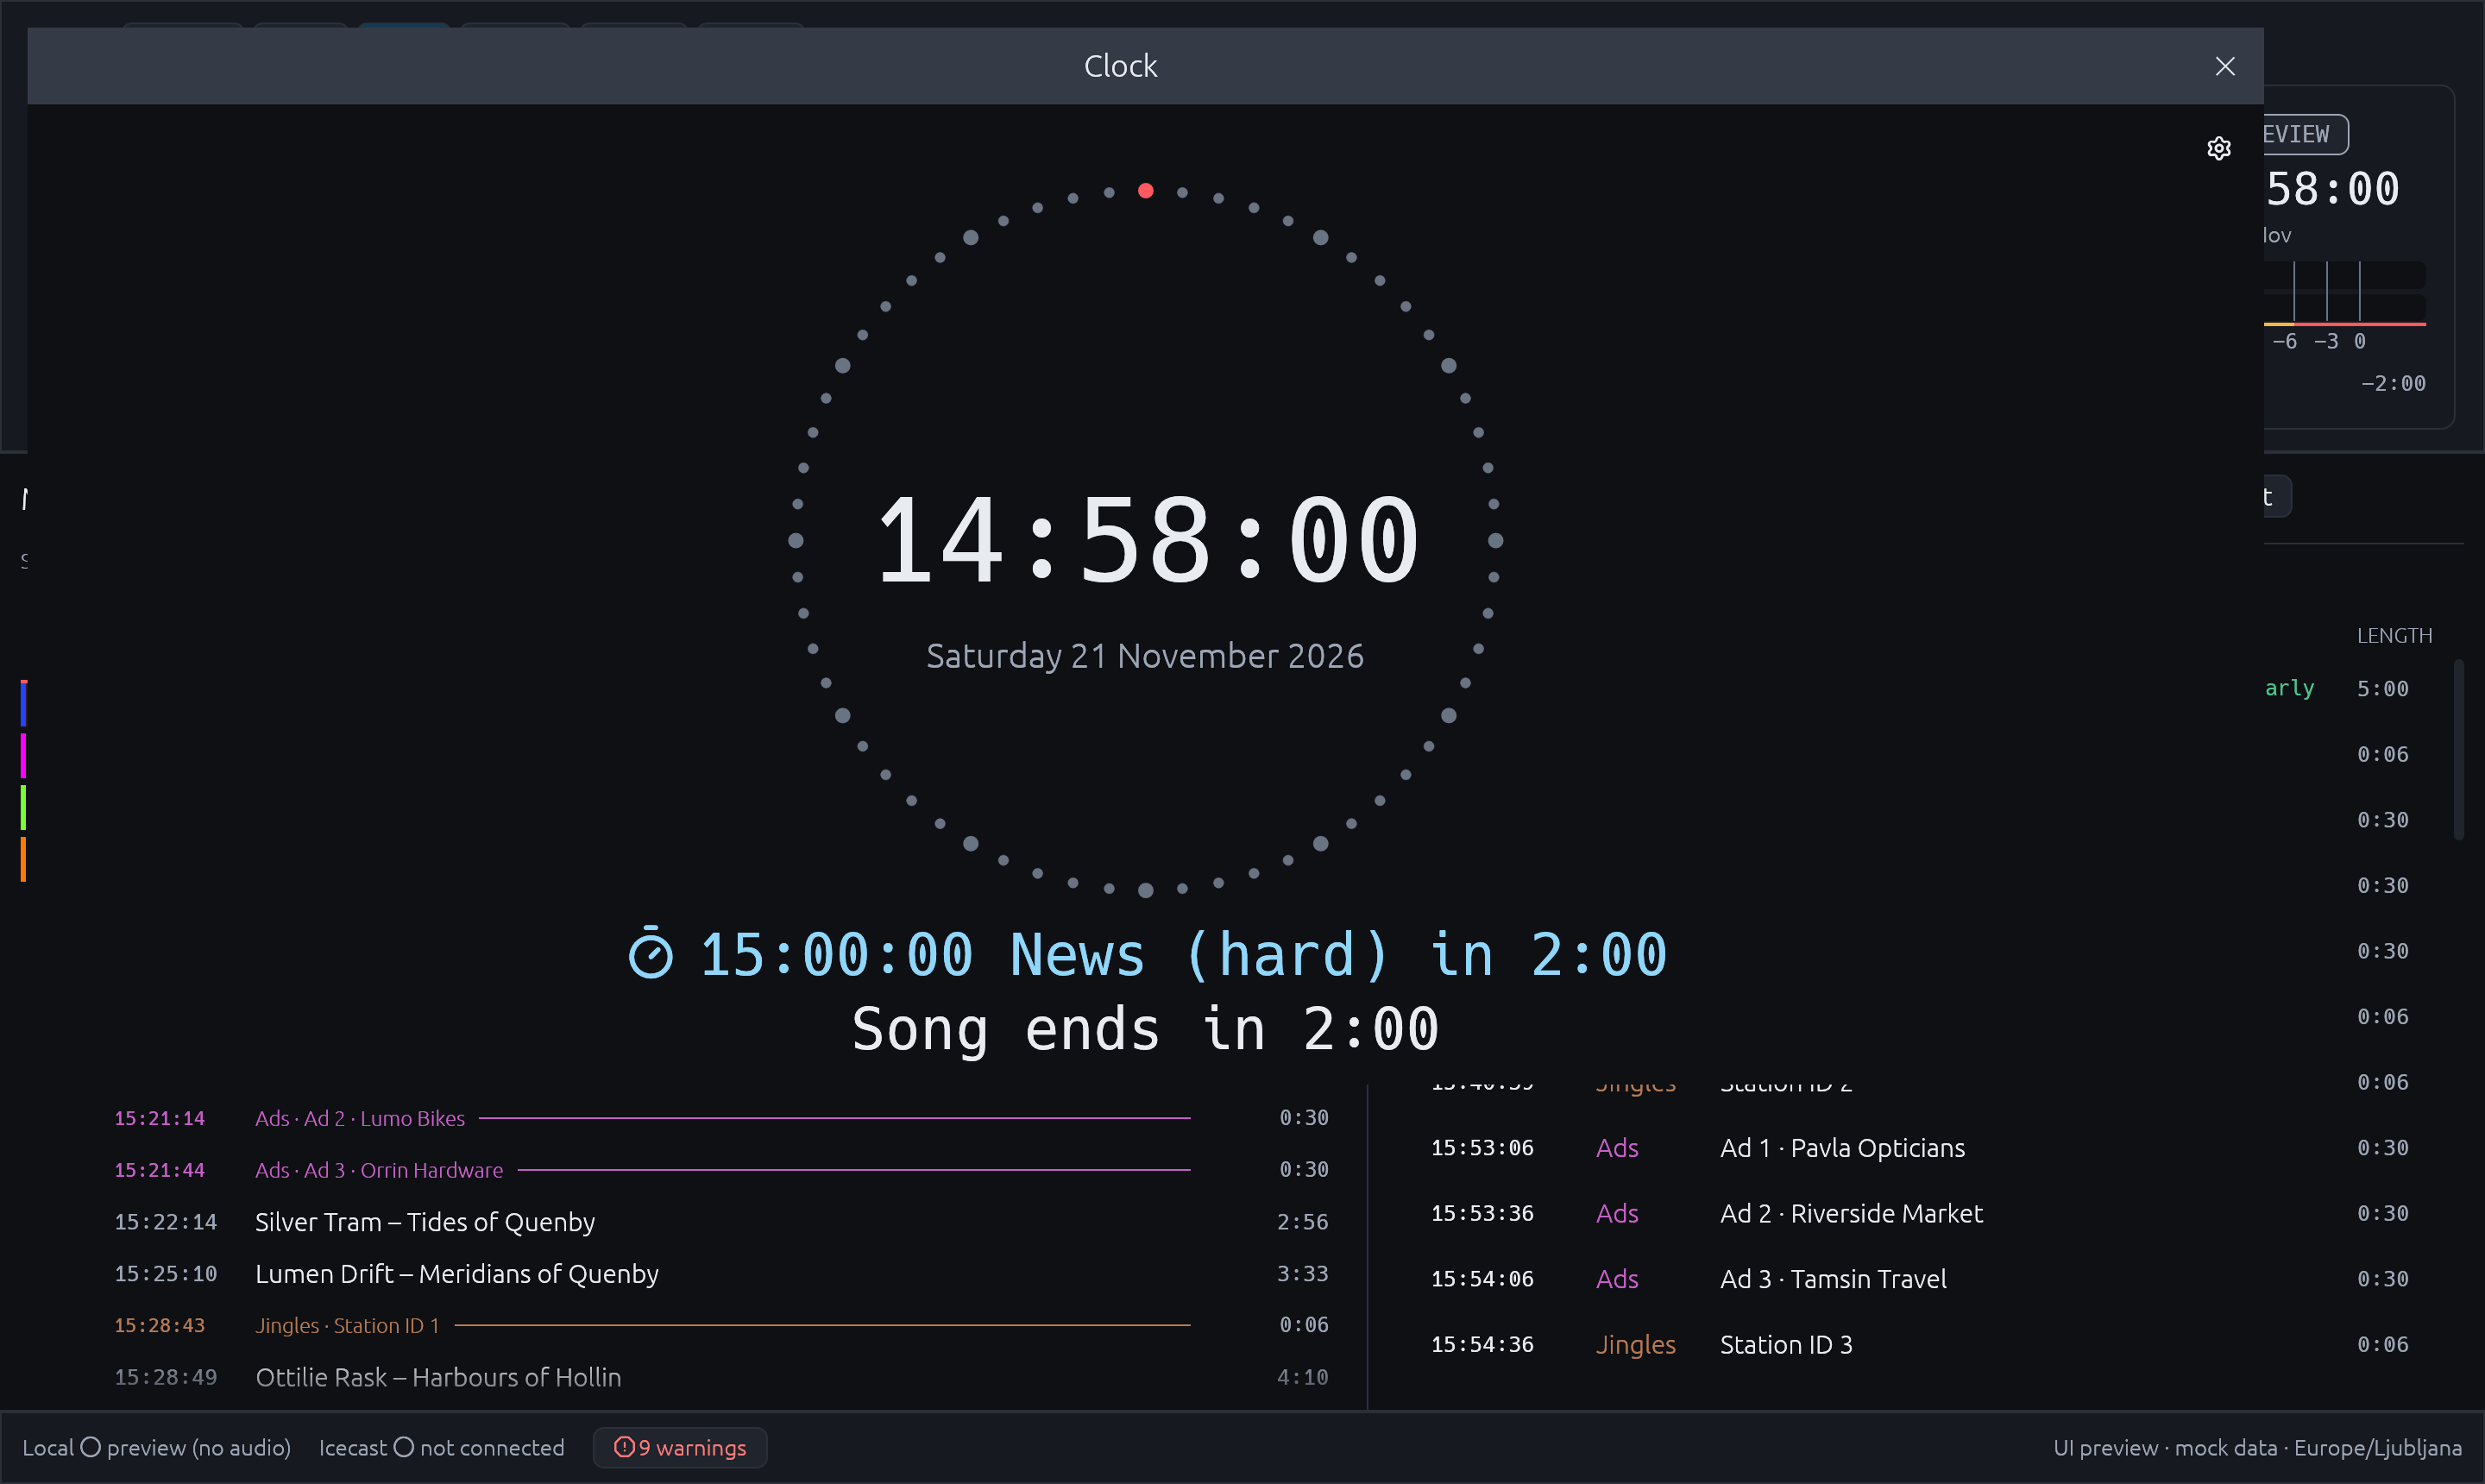 Clock
EVIEW
58:00
−6 −3 0
−2:00
14:58:00
Saturday 21 November 2026
LENGTH
arly 5:00
0:06
0:30
0:30
0:30
0:06
0:06
15:00:00 News (hard) in 2:00
Song ends in 2:00
15:21:14 Ads · Ad 2 · Lumo Bikes 0:30
15:21:44 Ads · Ad 3 · Orrin Hardware 0:30
15:22:14 Silver Tram – Tides of Quenby 2:56
15:25:10 Lumen Drift – Meridians of Quenby 3:33
15:28:43 Jingles · Station ID 1 0:06
15:28:49 Ottilie Rask – Harbours of Hollin 4:10
Jingles Station ID 2
15:53:06 Ads Ad 1 · Pavla Opticians 0:30
15:53:36 Ads Ad 2 · Riverside Market 0:30
15:54:06 Ads Ad 3 · Tamsin Travel 0:30
15:54:36 Jingles Station ID 3 0:06
Local preview (no audio) Icecast not connected 9 warnings
UI preview · mock data · Europe/Ljubljana